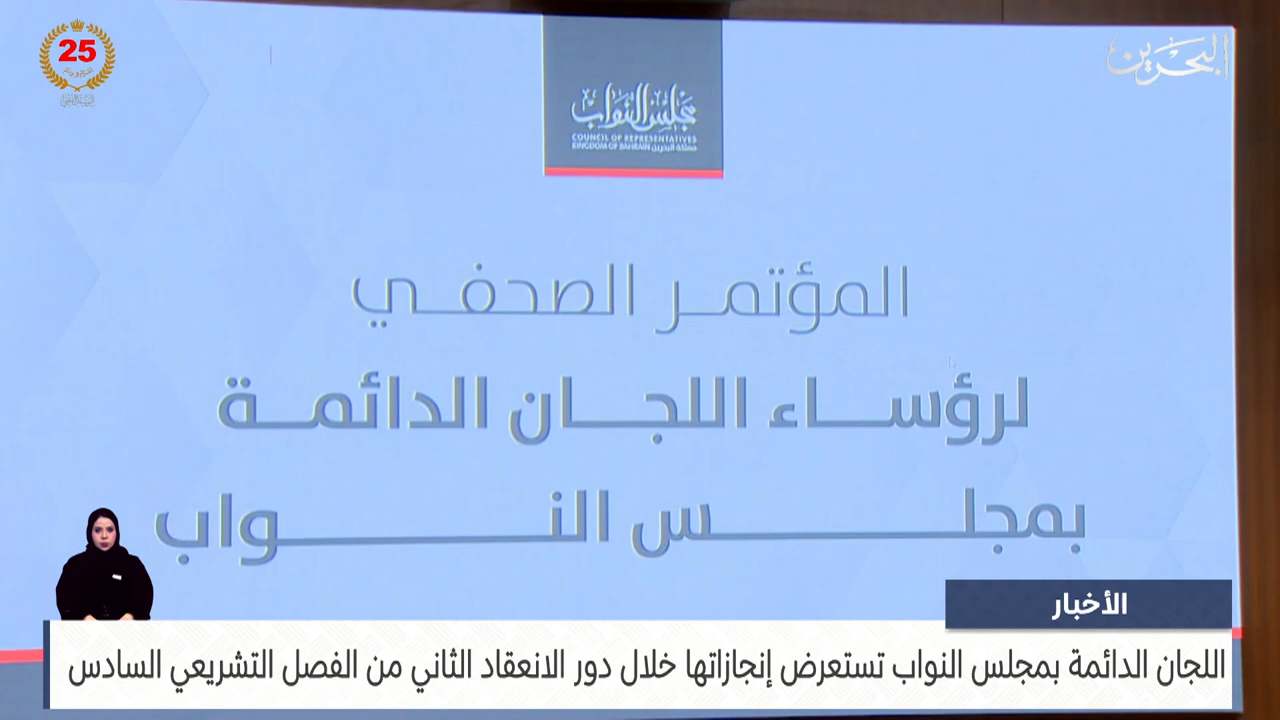 25
البحرين
مجلس النواب
COUNCIL OF REPRESENTATIVES
KINGDOM OF BAHRAIN مملكة البحرين
المؤتمر الصحفي
لرؤساء اللجان الدائمة
بمجلس النواب
الأخبار
اللجان الدائمة بمجلس النواب تستعرض إنجازاتها خلال دور الانعقاد الثاني من الفصل التشريعي السادس